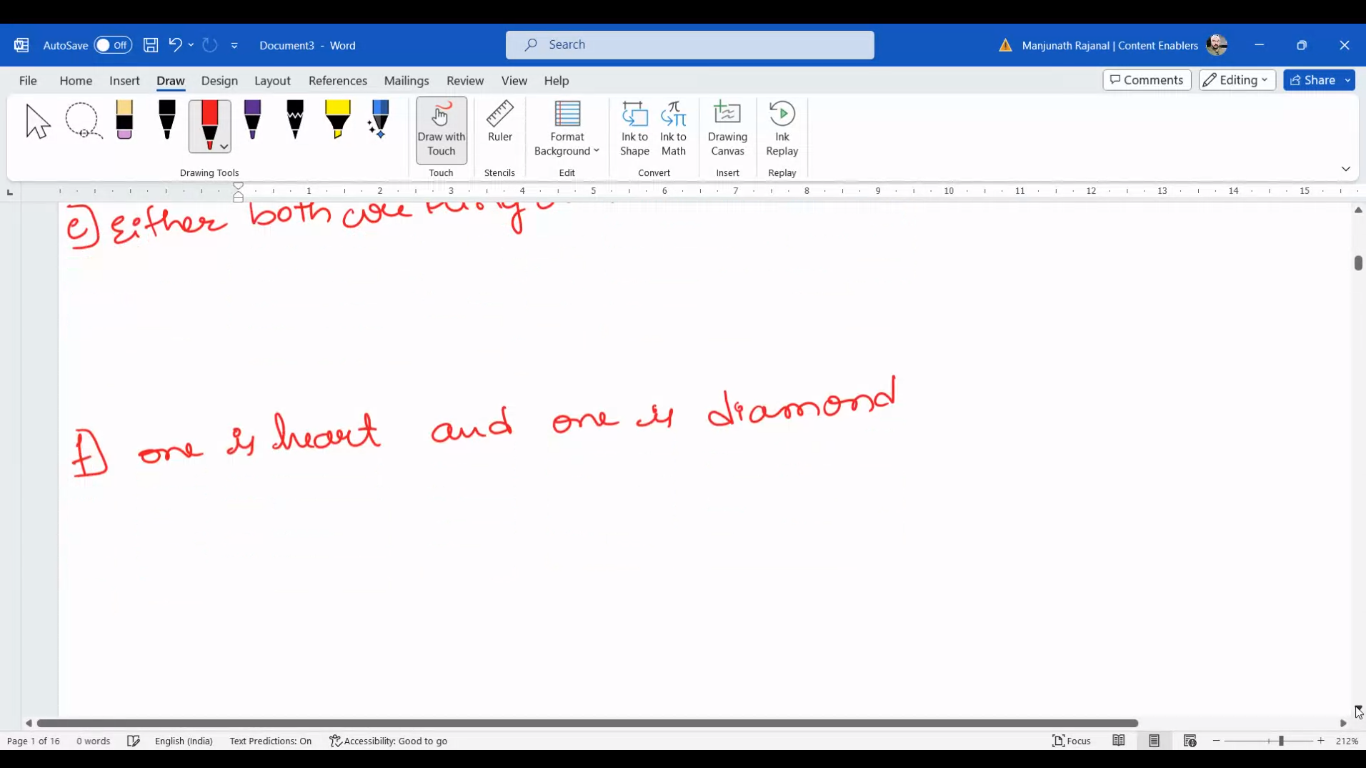 AutoSave Off Document3 - Word Search Manjunath Rajanal | Content Enablers
File Home Insert Draw Design Layout References Mailings Review View Help Comments Editing Share
Draw with Touch Ruler Format Background Ink to Shape Ink to Math Drawing Canvas Ink Replay
Drawing Tools Touch Stencils Edit Convert Insert Replay
1 2 3 4 5 6 7 8 9 10 11 12 13 14 15
e) Either both are
f) one is heart and one is diamond
Page 1 of 16 0 words English (India) Text Predictions: On Accessibility: Good to go Focus 212%